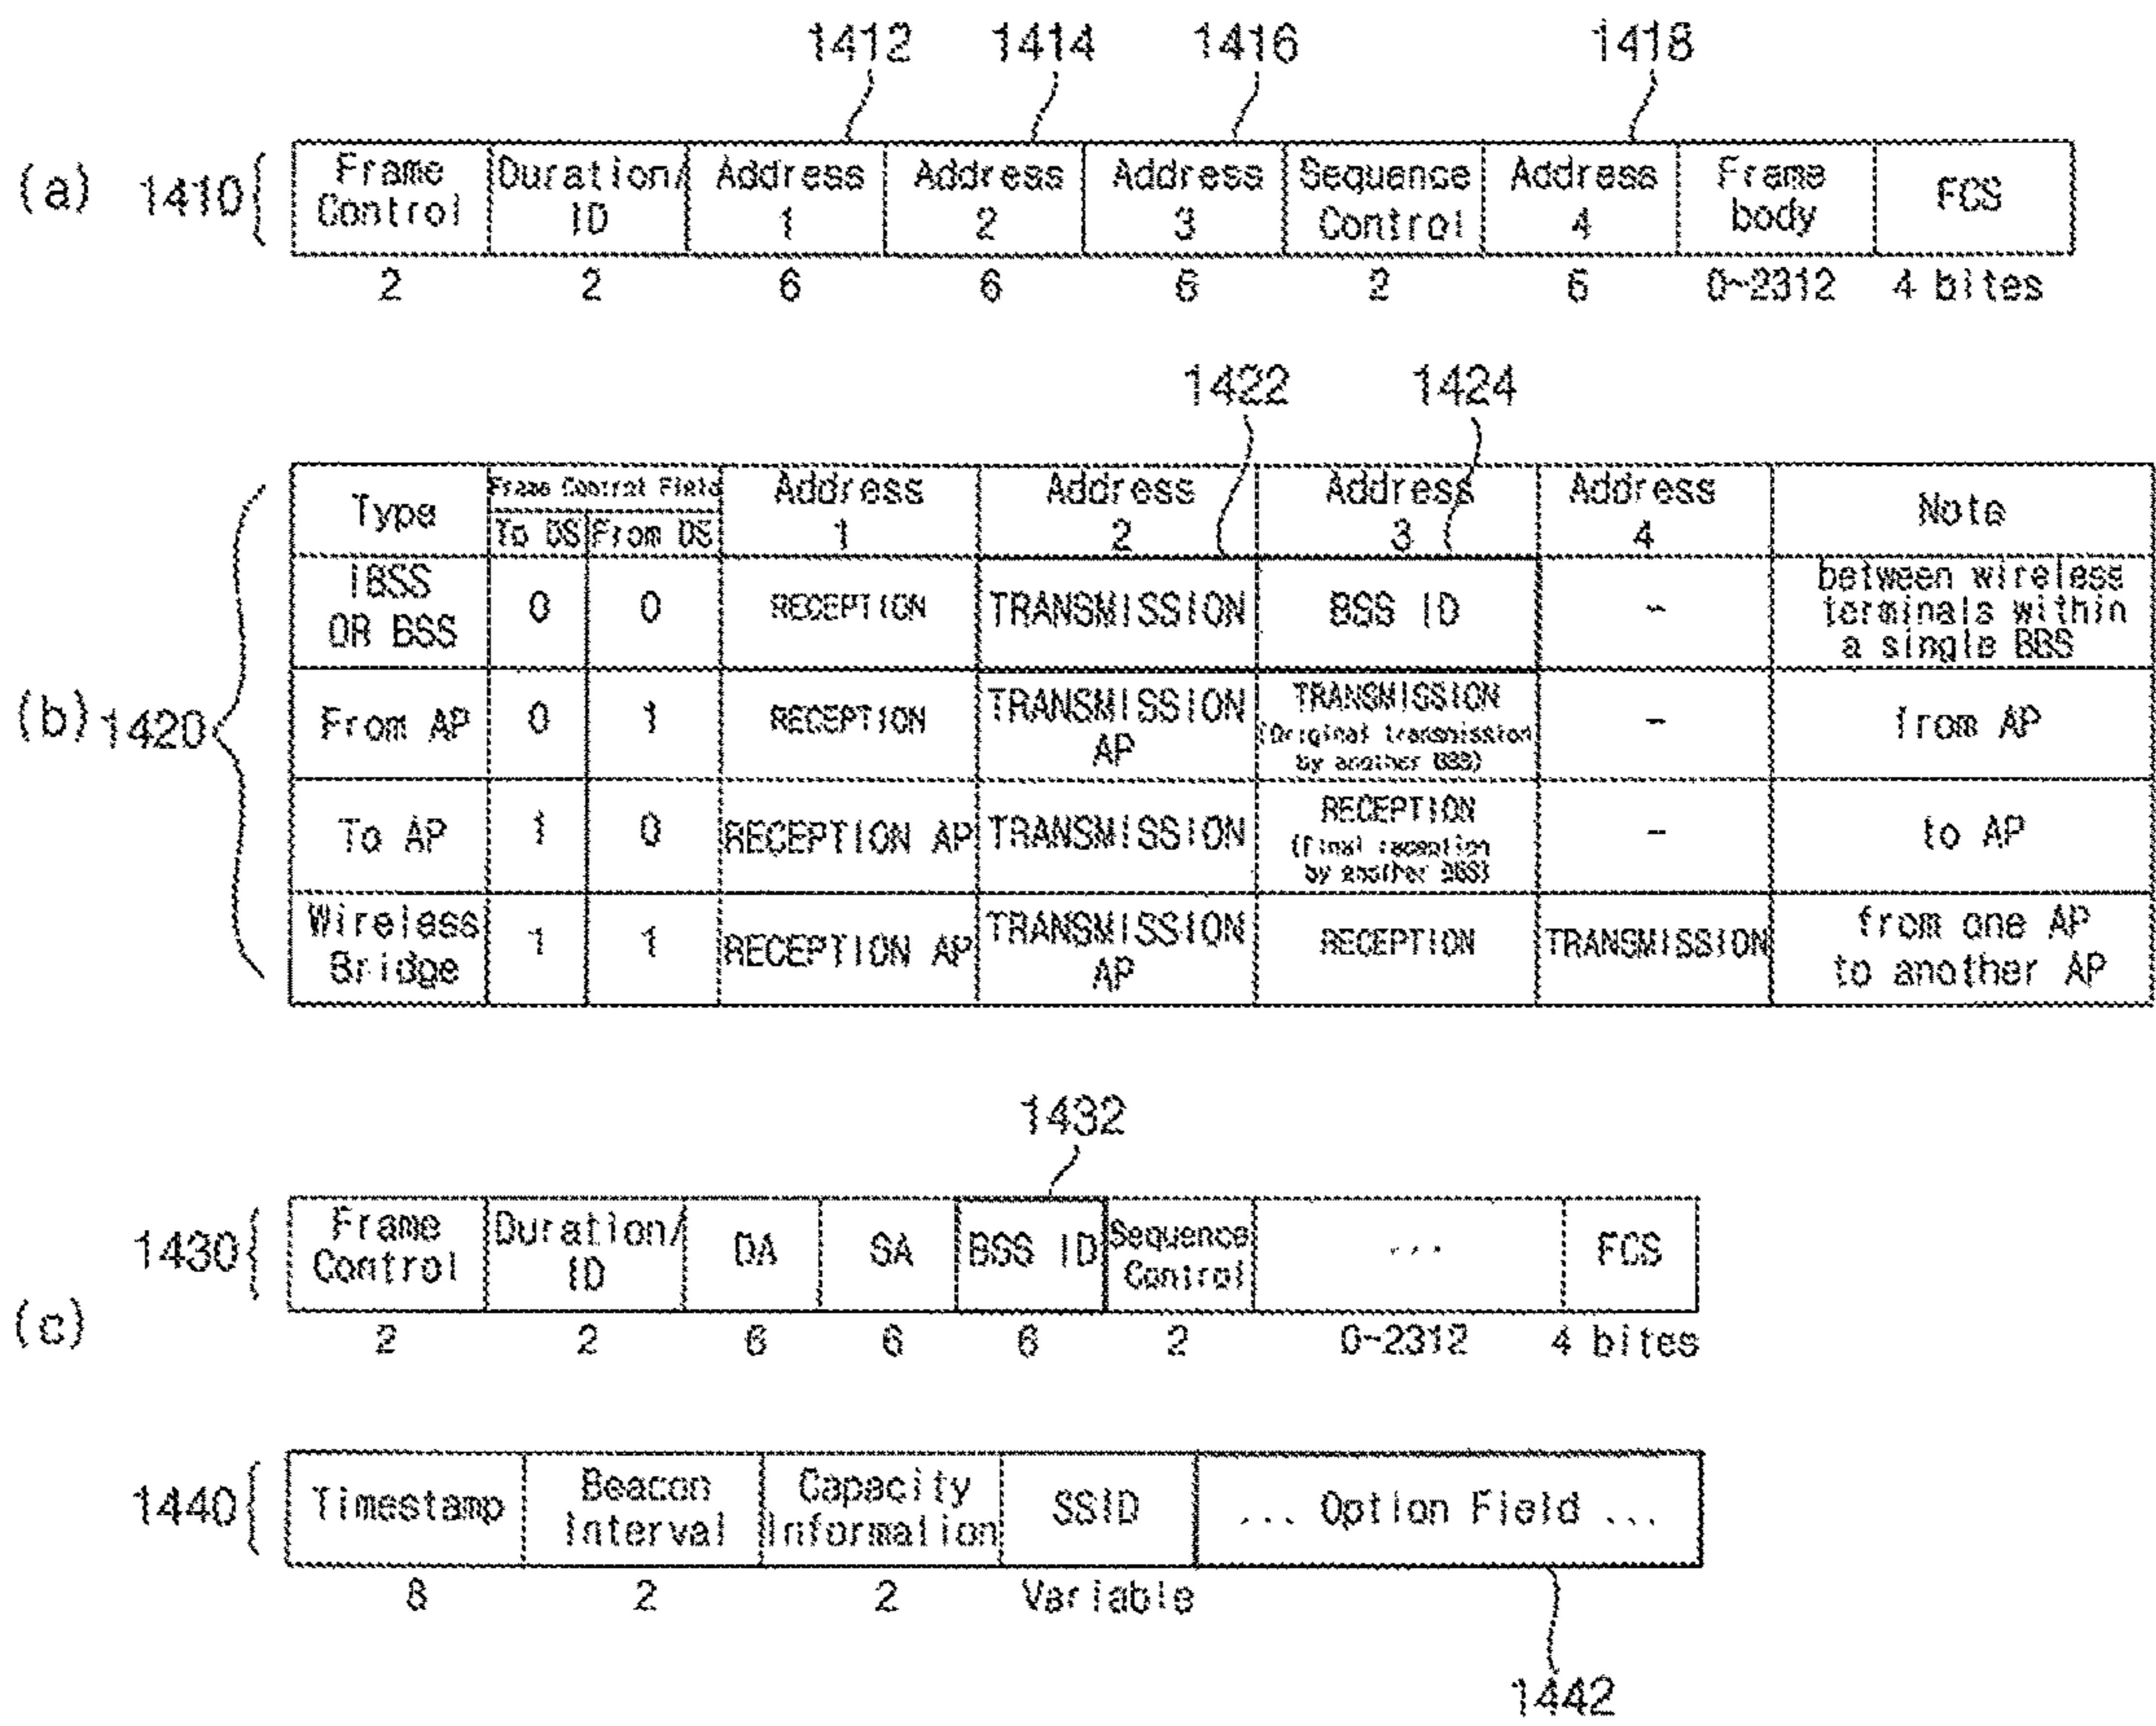 1412 1414 1416 1418
(a) 1410 Frame Control Duration/ ID Address 1 Address 2 Address 3 Sequence Control Address 4 Frame body FCS
2 2 6 6 6 2 6 0~2312 4 bites
1422 1424
(b) 1420
Type Frame Control Field Address 1 Address 2 Address 3 Address 4 Note
To DS From DS
IBSS OR BSS 0 0 RECEPTION TRANSMISSION BSS ID - between wireless terminals within a single BBS
From AP 0 1 RECEPTION TRANSMISSION AP TRANSMISSION (Original transmission by another BBS) - from AP
To AP 1 0 RECEPTION AP TRANSMISSION RECEPTION (Final reception by another BBS) - to AP
Wireless Bridge 1 1 RECEPTION AP TRANSMISSION AP RECEPTION TRANSMISSION from one AP to another AP
1432
(c)
1430 Frame Control Duration/ ID DA SA BSS ID Sequence Control ... FCS
2 2 6 6 6 2 0~2312 4 bites
1440 Timestamp Beacon Interval Capacity Information SSID ... Option Field ...
8 2 2 Variable
1442